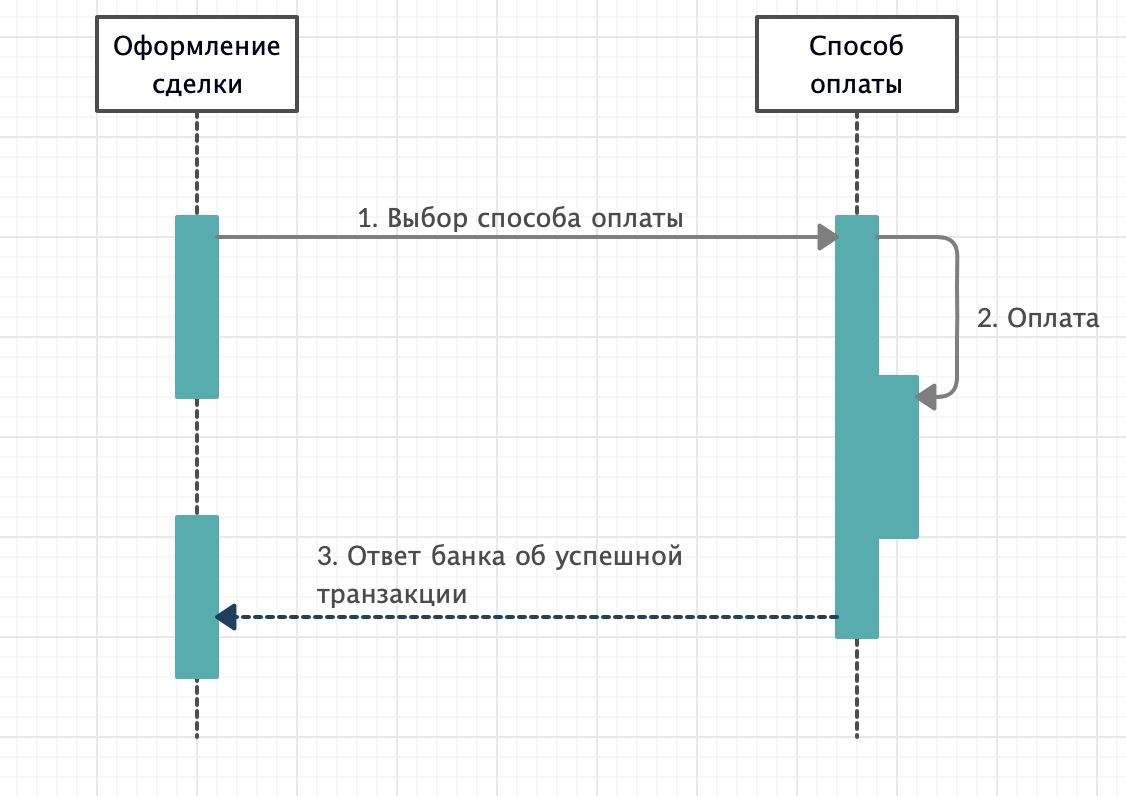 Оформление
сделки
Способ
оплаты
1. Выбор способа оплаты
2. Оплата
3. Ответ банка об успешной
транзакции